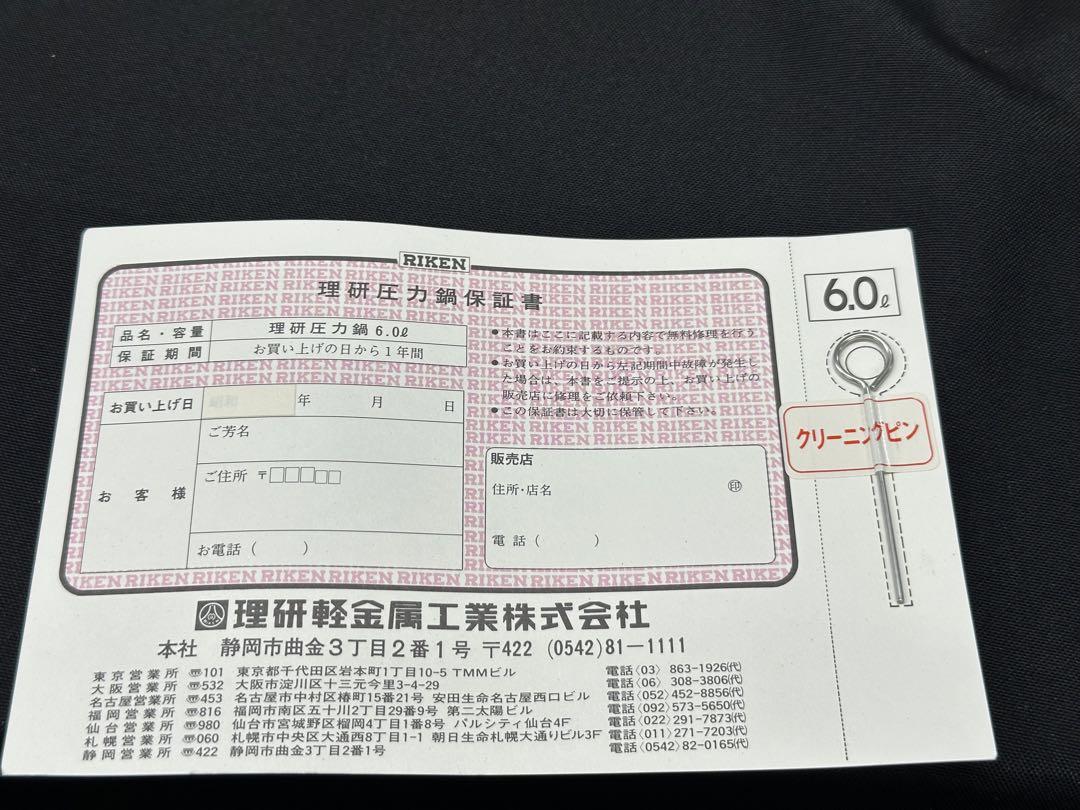 RIKEN
理研圧力鍋保証書
品名・容量 理研圧力鍋 6.0ℓ
保証期間 お買い上げの日から1年間
●本書はここに記載する内容で無料修理を行うことをお約束するものです。
●お買い上げの日から左記期間中故障が発生した場合は、本書をご提示の上、お買い上げの販売店に修理をご依頼下さい。
●この保証書は大切に保管して下さい。
お買い上げ日 昭和 年 月 日
お客様
ご芳名
ご住所 〒
お電話（ ）
販売店
住所・店名 ㊞
電話（ ）
6.0ℓ
クリーニングピン
理研軽金属工業株式会社
本社 静岡市曲金3丁目2番1号 〒422 (0542)81-1111
東京営業所 〒101 東京都千代田区岩本町1丁目10-5 TMMビル 電話〈03〉863-1926(代)
大阪営業所 〒532 大阪市淀川区十三元今里3-4-29 電話〈06〉308-3806(代)
名古屋営業所 〒453 名古屋市中村区椿町15番21号 安田生命名古屋西口ビル 電話〈052〉452-8856(代)
福岡営業所 〒816 福岡市南区五十川2丁目29番9号 第二太陽ビル 電話〈092〉573-5650(代)
仙台営業所 〒980 仙台市宮城野区榴岡4丁目1番8号 パルシティ仙台4F 電話〈022〉291-7873(代)
札幌営業所 〒060 札幌市中央区大通西8丁目1-1 朝日生命札幌大通りビル3F 電話〈011〉271-7203(代)
静岡営業所 〒422 静岡市曲金3丁目2番1号 電話〈0542〉82-0165(代)